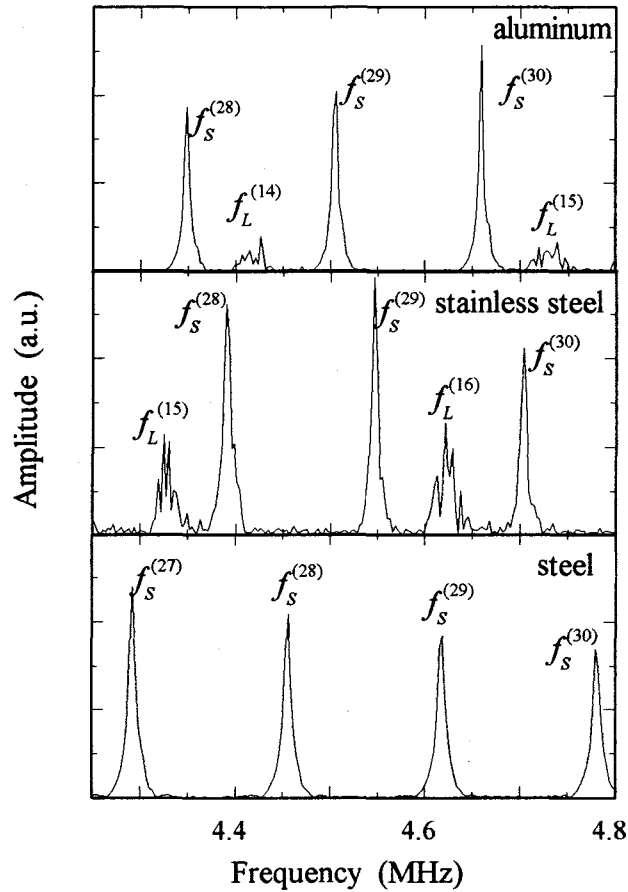 aluminum
f_S^(28)
f_S^(29)
f_S^(30)
f_L^(14)
f_L^(15)
stainless steel
f_S^(28)
f_S^(29)
f_S^(30)
f_L^(15)
f_L^(16)
steel
f_S^(27)
f_S^(28)
f_S^(29)
f_S^(30)
Amplitude (a.u.)
4.4 4.6 4.8
Frequency (MHz)